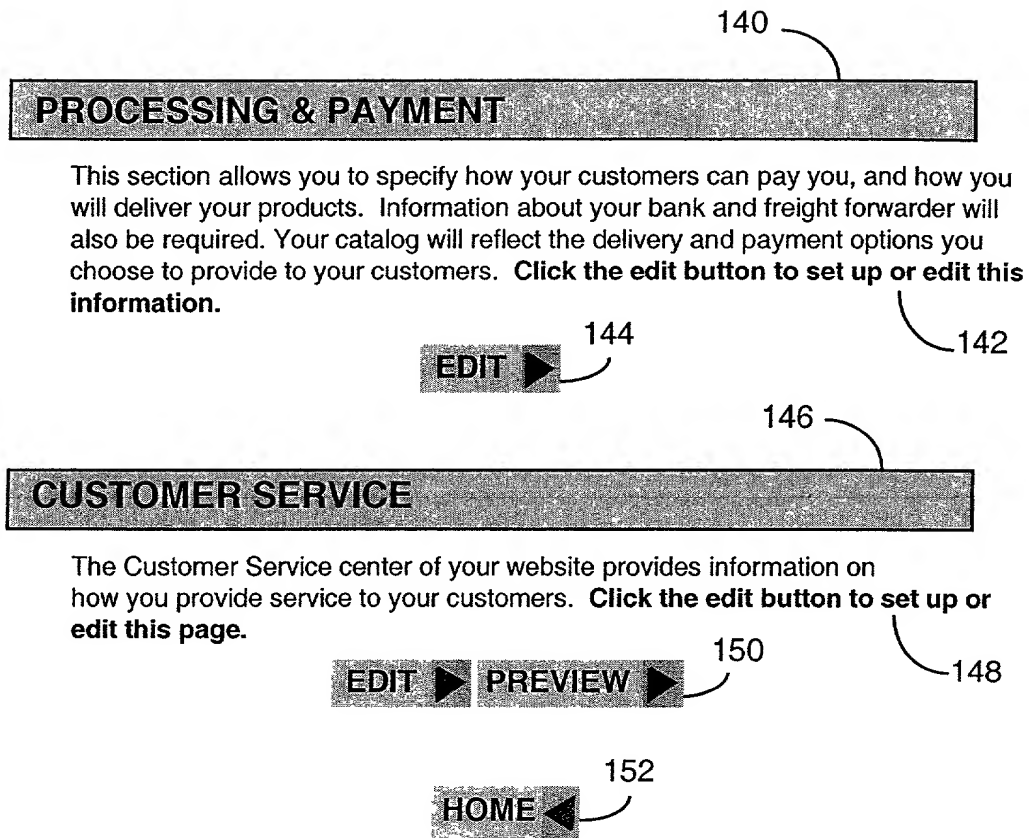 140
PROCESSING & PAYMENT
This section allows you to specify how your customers can pay you, and how you
will deliver your products. Information about your bank and freight forwarder will
also be required. Your catalog will reflect the delivery and payment options you
choose to provide to your customers. Click the edit button to set up or edit this
information.
142
144
EDIT
146
CUSTOMER SERVICE
The Customer Service center of your website provides information on
how you provide service to your customers. Click the edit button to set up or
edit this page.
148
150
EDIT PREVIEW
152
HOME